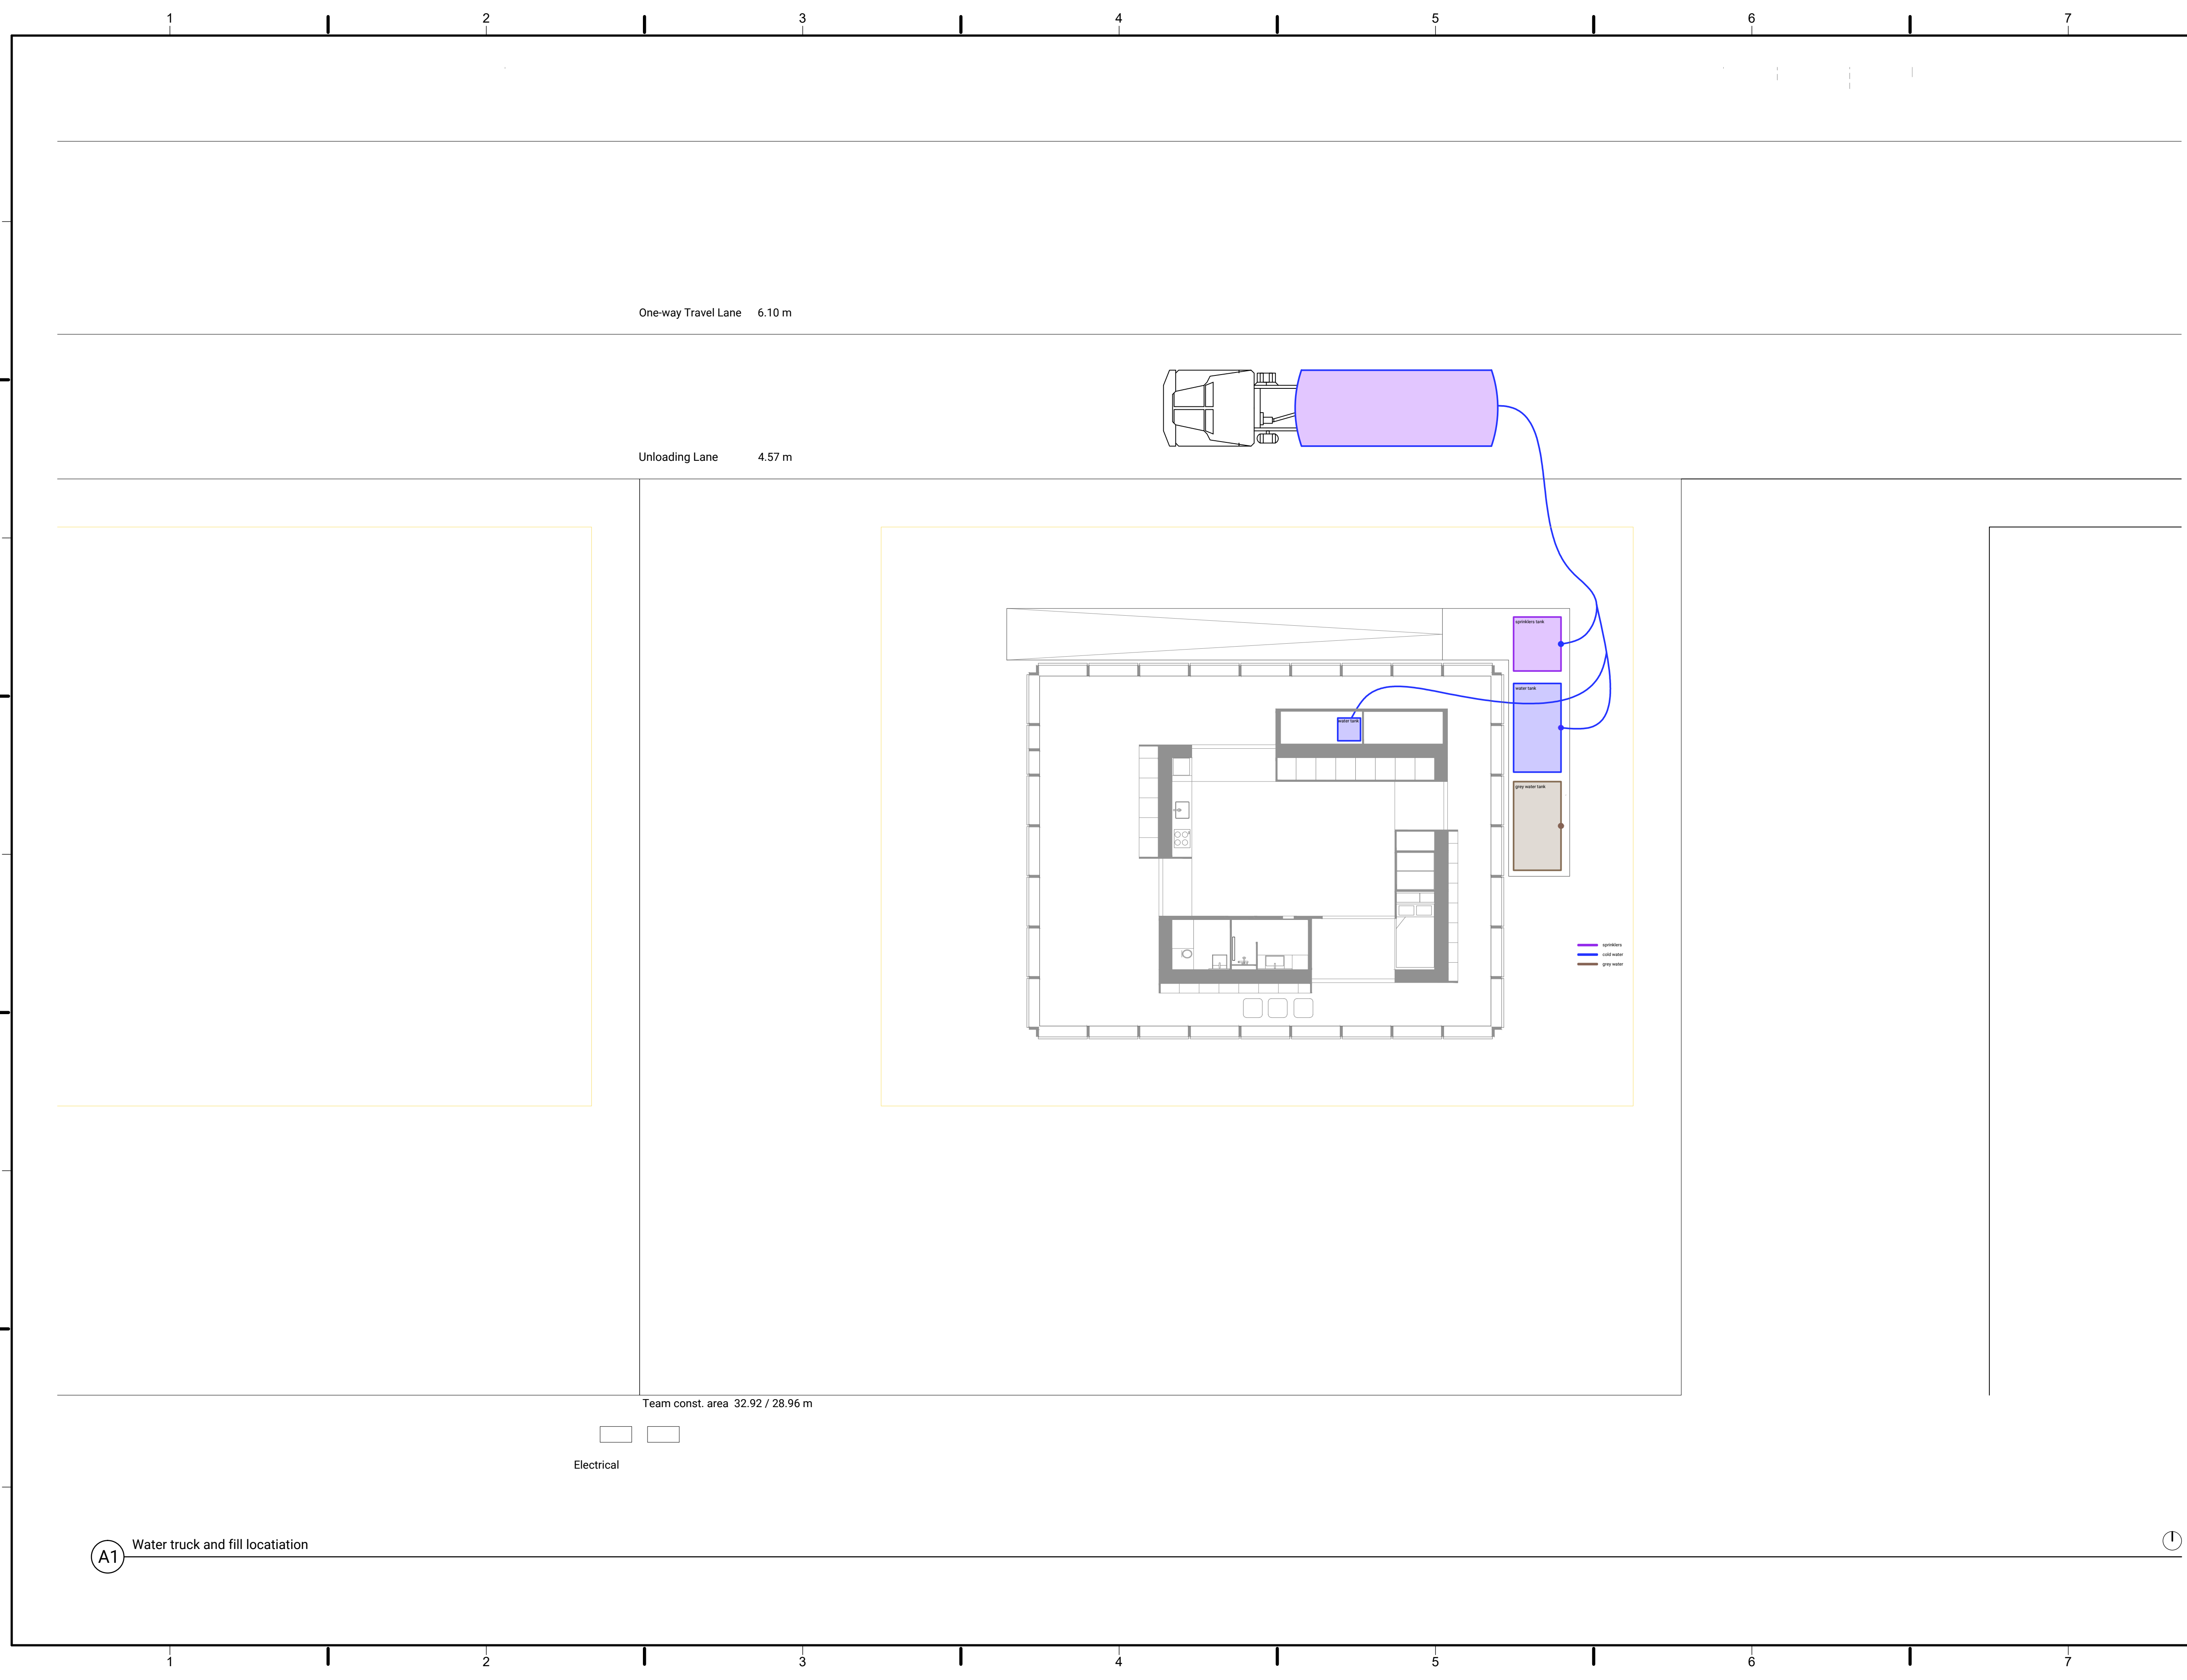 1 2 3 4 5 6 7
One-way Travel Lane 6.10 m
Unloading Lane 4.57 m
sprinklers tank
water tank
water tank
grey water tank
sprinklers
cold water
grey water
Team const. area 32.92 / 28.96 m
Electrical
A1 Water truck and fill locatiation
1 2 3 4 5 6 7